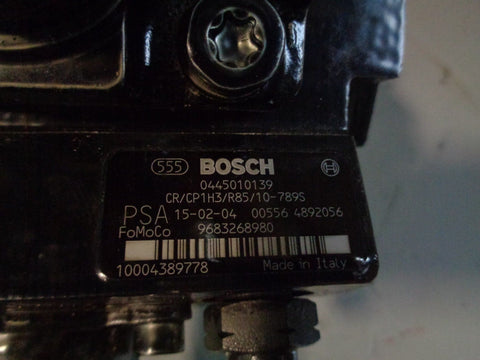 555 BOSCH
0445010139
CR/CP1H3/R85/10-789S
PSA 15-02-04 00556 4892056
FoMoCo 9683268980
10004389778 Made in Italy